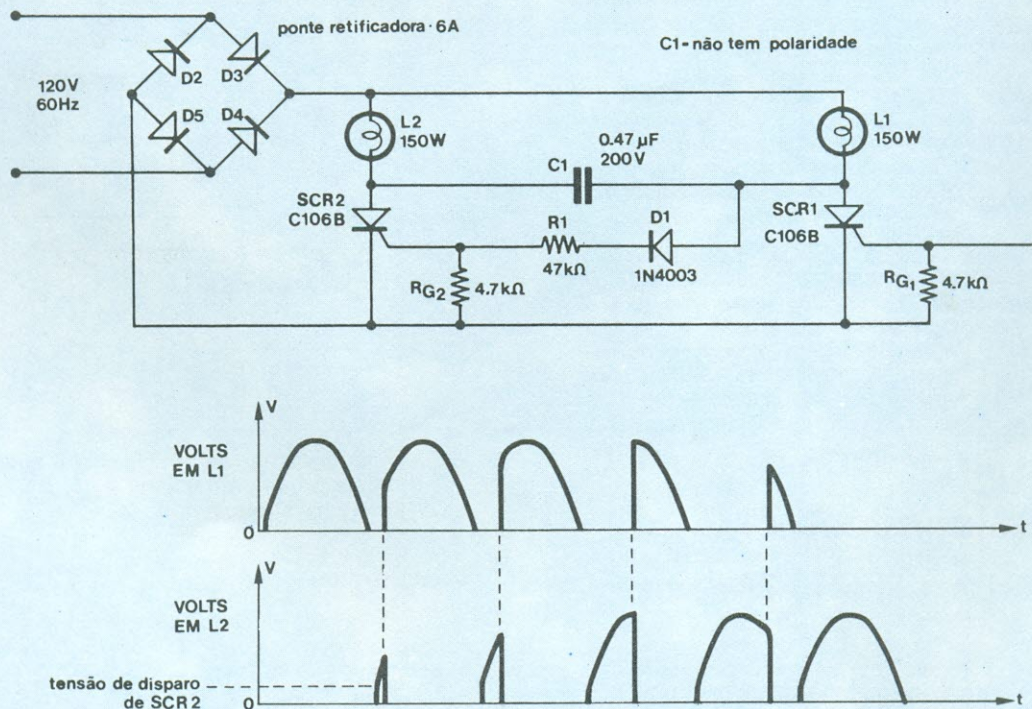 ponte retificadora · 6A
C1 - não tem polaridade
120V
60Hz
D2
D3
D5
D4
L2
150W
C1
0.47 µF
200V
L1
150W
SCR2
C106B
R1
47kΩ
D1
1N4003
SCR1
C106B
RG2
4.7kΩ
RG1
4.7kΩ
V
VOLTS
EM L1
0
t
V
VOLTS
EM L2
tensão de disparo
de SCR2
0
t